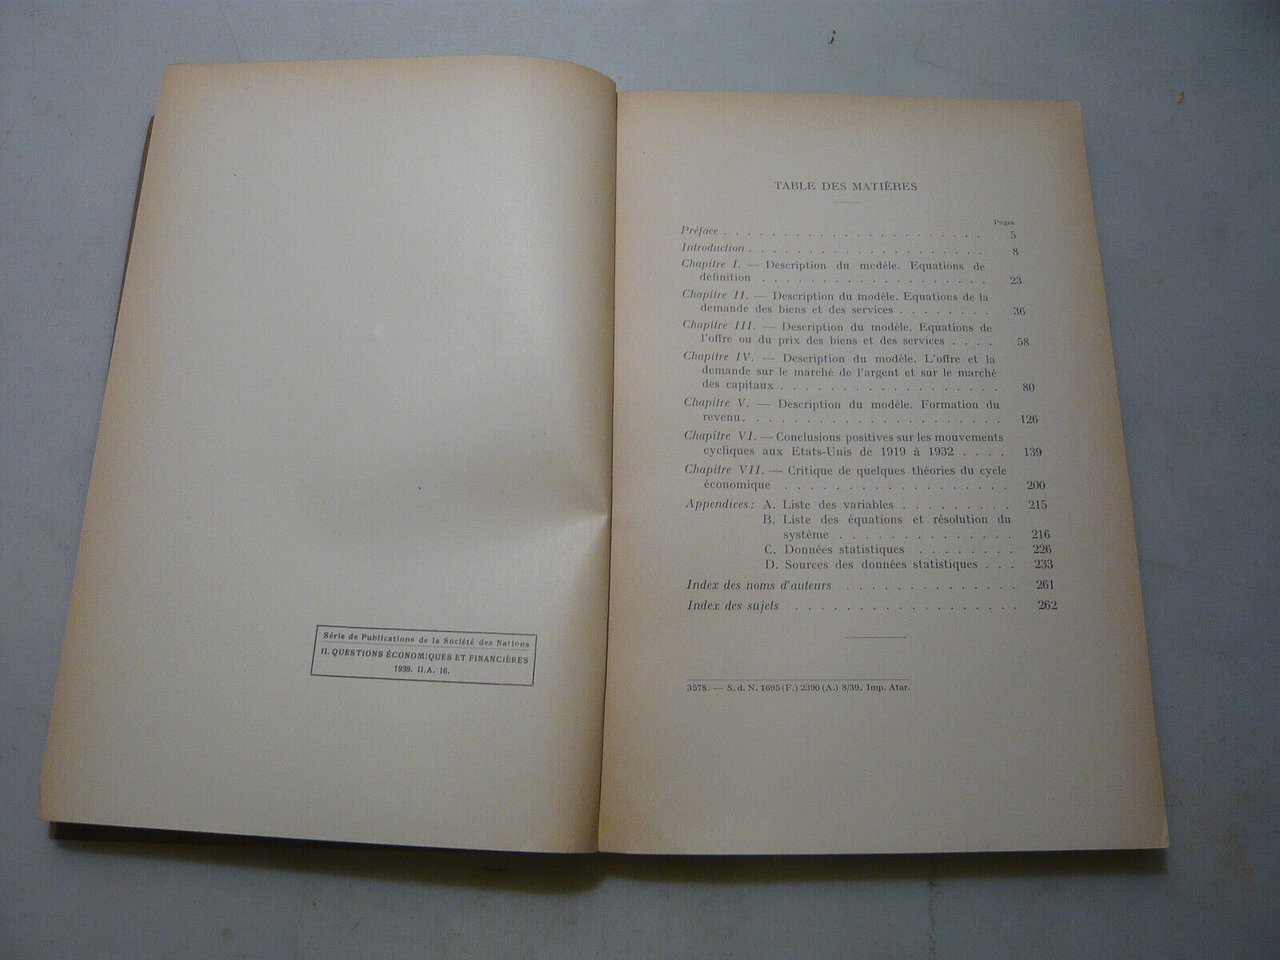 Série de Publications de la Société des Nations
II. QUESTIONS ÉCONOMIQUES ET FINANCIÈRES
1939. II.A. 16.
TABLE DES MATIÈRES
Pages
Préface . . . . . . . . . . . . . . . . . . . . . . 5
Introduction . . . . . . . . . . . . . . . . . . . . 8
Chapitre I. — Description du modèle. Equations de
définition . . . . . . . . . . . . . . . . . . . 23
Chapitre II. — Description du modèle. Equations de la
demande des biens et des services . . . . . . . . 36
Chapitre III. — Description du modèle. Equations de
l'offre ou du prix des biens et des services . . . . 58
Chapitre IV. — Description du modèle. L'offre et la
demande sur le marché de l'argent et sur le marché
des capitaux . . . . . . . . . . . . . . . . . . 80
Chapitre V. — Description du modèle. Formation du
revenu . . . . . . . . . . . . . . . . . . . . . . 126
Chapitre VI. — Conclusions positives sur les mouvements
cycliques aux Etats-Unis de 1919 à 1932 . . . . 139
Chapitre VII. — Critique de quelques théories du cycle
économique . . . . . . . . . . . . . . . . . . . 200
Appendices: A. Liste des variables . . . . . . . . . 215
B. Liste des équations et résolution du
système . . . . . . . . . . . . . . 216
C. Données statistiques . . . . . . . . 226
D. Sources des données statistiques . . . 233
Index des noms d'auteurs . . . . . . . . . . . . . . 261
Index des sujets . . . . . . . . . . . . . . . . . . 262
3578. — S. d. N. 1695 (F.) 2390 (A.) 8/39. Imp. Atar.